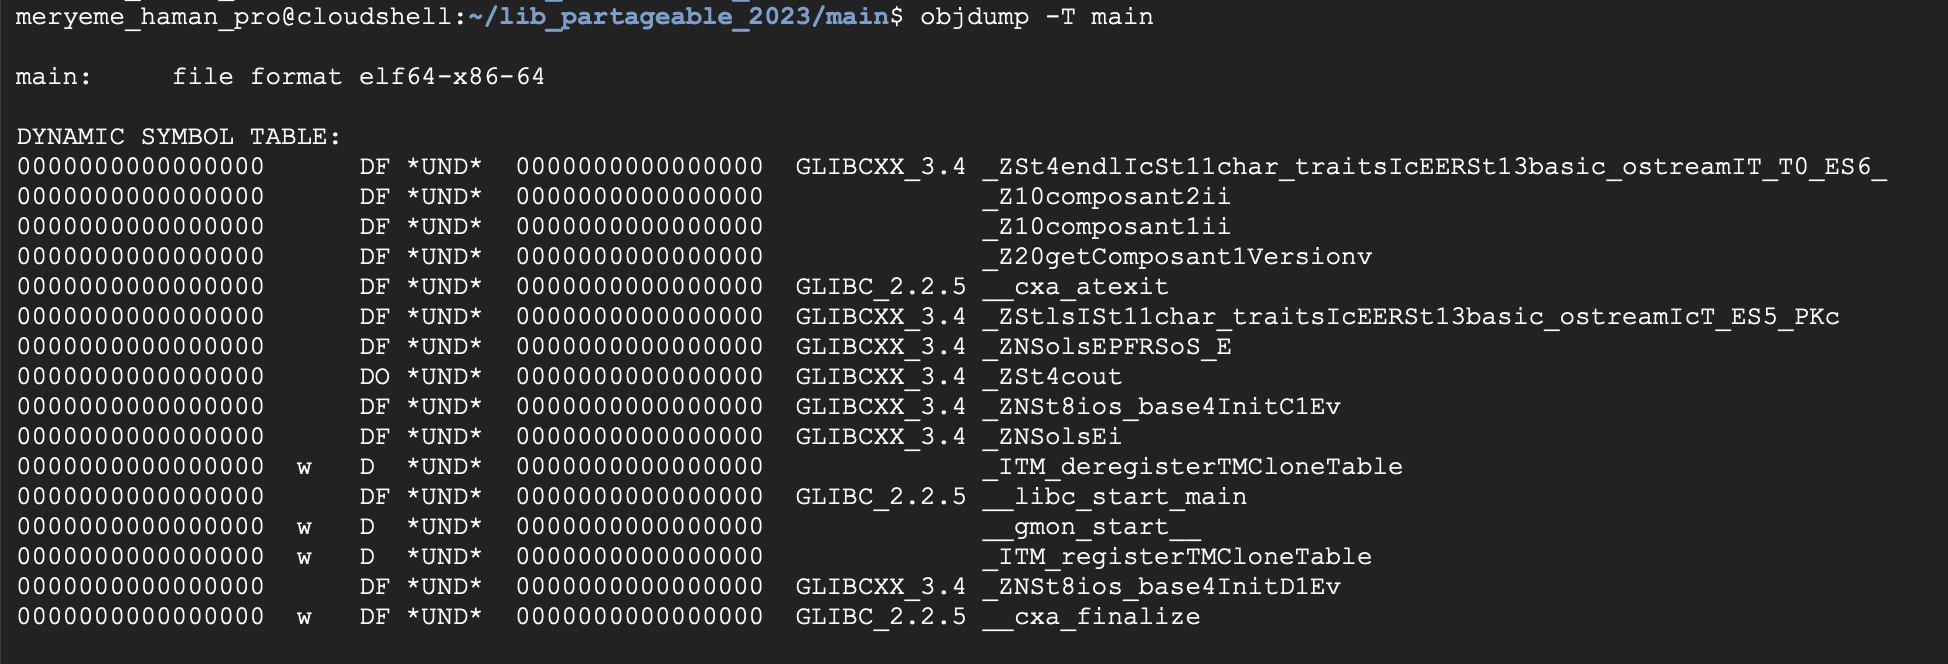 meryeme_haman_pro@cloudshell:~/lib_partageable_2023/main$ objdump -T main
main:     file format elf64-x86-64
DYNAMIC SYMBOL TABLE:
0000000000000000      DF *UND*  0000000000000000  GLIBCXX_3.4 _ZSt4endlIcSt11char_traitsIcEERSt13basic_ostreamIT_T0_ES6_
0000000000000000      DF *UND*  0000000000000000              _Z10composant2ii
0000000000000000      DF *UND*  0000000000000000              _Z10composant1ii
0000000000000000      DF *UND*  0000000000000000              _Z20getComposant1Versionv
0000000000000000      DF *UND*  0000000000000000  GLIBC_2.2.5 __cxa_atexit
0000000000000000      DF *UND*  0000000000000000  GLIBCXX_3.4 _ZStlsISt11char_traitsIcEERSt13basic_ostreamIcT_ES5_PKc
0000000000000000      DF *UND*  0000000000000000  GLIBCXX_3.4 _ZNSolsEPFRSoS_E
0000000000000000      DO *UND*  0000000000000000  GLIBCXX_3.4 _ZSt4cout
0000000000000000      DF *UND*  0000000000000000  GLIBCXX_3.4 _ZNSt8ios_base4InitC1Ev
0000000000000000      DF *UND*  0000000000000000  GLIBCXX_3.4 _ZNSolsEi
0000000000000000  w   D  *UND*  0000000000000000              _ITM_deregisterTMCloneTable
0000000000000000      DF *UND*  0000000000000000  GLIBC_2.2.5 __libc_start_main
0000000000000000  w   D  *UND*  0000000000000000              __gmon_start__
0000000000000000  w   D  *UND*  0000000000000000              _ITM_registerTMCloneTable
0000000000000000      DF *UND*  0000000000000000  GLIBCXX_3.4 _ZNSt8ios_base4InitD1Ev
0000000000000000  w   DF *UND*  0000000000000000  GLIBC_2.2.5 __cxa_finalize